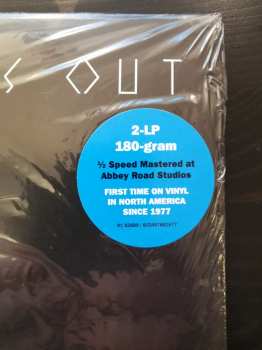 S OUT
2-LP
180-gram
½ Speed Mastered at
Abbey Road Studios
FIRST TIME ON VINYL
IN NORTH AMERICA
SINCE 1977